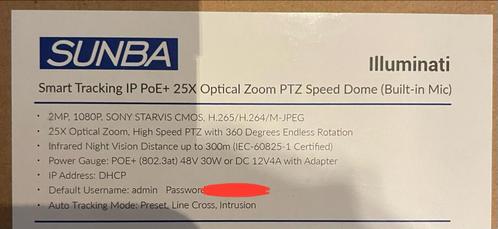 SUNBA
Illuminati
Smart Tracking IP PoE+ 25X Optical Zoom PTZ Speed Dome (Built-in Mic)
• 2MP, 1080P, SONY STARVIS CMOS, H.265/H.264/M-JPEG
• 25X Optical Zoom, High Speed PTZ with 360 Degrees Endless Rotation
• Infrared Night Vision Distance up to 300m (IEC-60825-1 Certified)
• Power Gauge: POE+ (802.3at) 48V 30W or DC 12V4A with Adapter
• IP Address: DHCP
• Default Username: admin Password
• Auto Tracking Mode: Preset, Line Cross, Intrusion